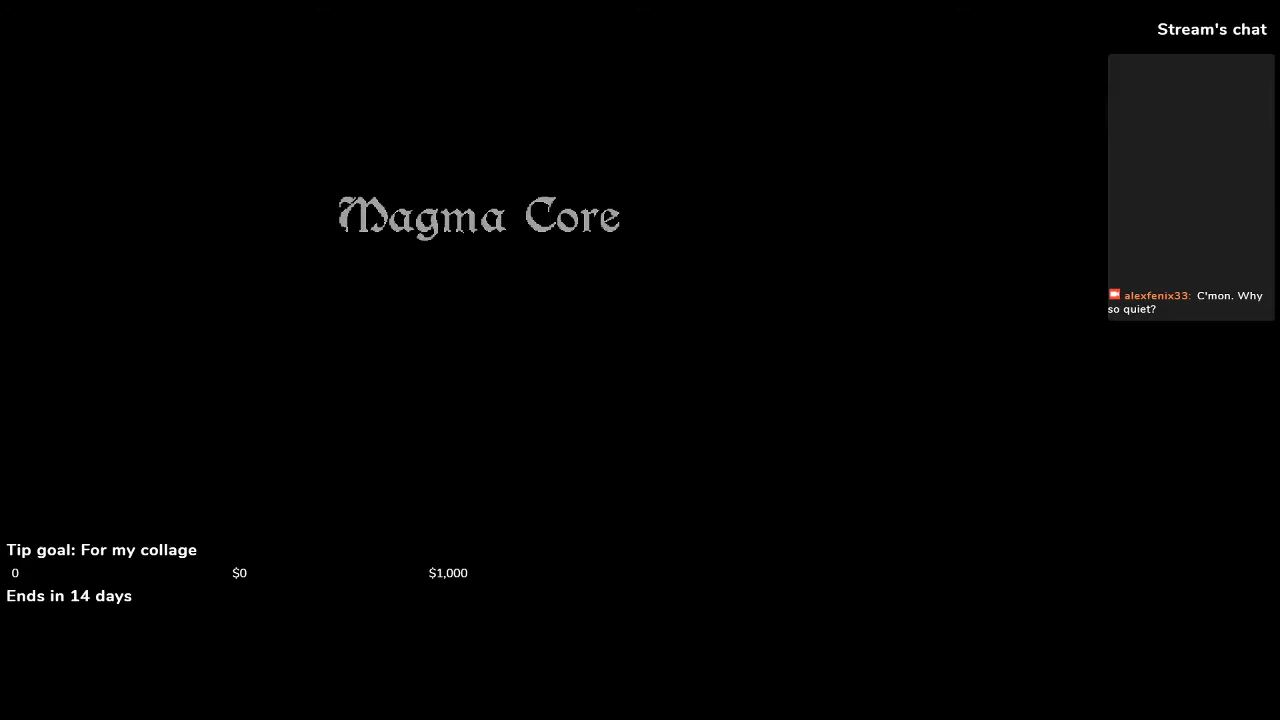 Stream's chat
Magma Core
alexfenix33: C'mon. Why
so quiet?
Tip goal: For my collage
0 $0 $1,000
Ends in 14 days